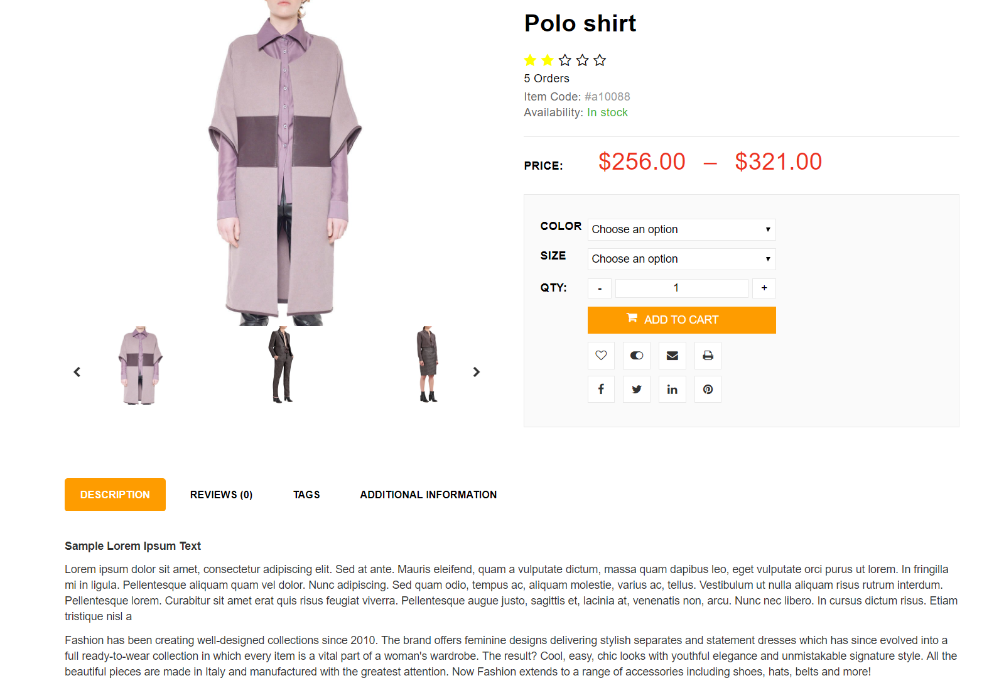 Polo shirt
5 Orders
Item Code: #a10088
Availability: In stock
PRICE: $256.00 – $321.00
COLOR Choose an option
SIZE Choose an option
QTY: - 1 +
ADD TO CART
DESCRIPTION REVIEWS (0) TAGS ADDITIONAL INFORMATION
Sample Lorem Ipsum Text
Lorem ipsum dolor sit amet, consectetur adipiscing elit. Sed at ante. Mauris eleifend, quam a vulputate dictum, massa quam dapibus leo, eget vulputate orci purus ut lorem. In fringilla
mi in ligula. Pellentesque aliquam quam vel dolor. Nunc adipiscing. Sed quam odio, tempus ac, aliquam molestie, varius ac, tellus. Vestibulum ut nulla aliquam risus rutrum interdum.
Pellentesque lorem. Curabitur sit amet erat quis risus feugiat viverra. Pellentesque augue justo, sagittis et, lacinia at, venenatis non, arcu. Nunc nec libero. In cursus dictum risus. Etiam
tristique nisl a
Fashion has been creating well-designed collections since 2010. The brand offers feminine designs delivering stylish separates and statement dresses which has since evolved into a
full ready-to-wear collection in which every item is a vital part of a woman's wardrobe. The result? Cool, easy, chic looks with youthful elegance and unmistakable signature style. All the
beautiful pieces are made in Italy and manufactured with the greatest attention. Now Fashion extends to a range of accessories including shoes, hats, belts and more!